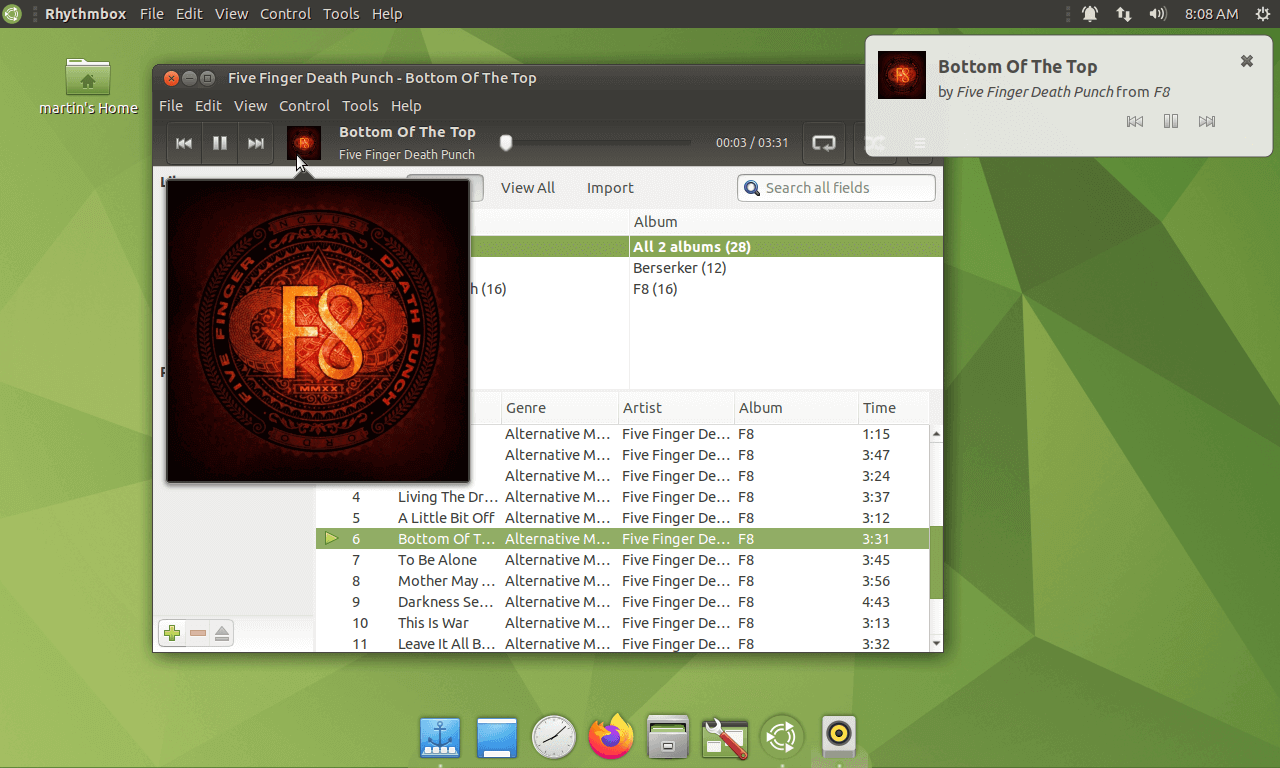 Rhythmbox File Edit View Control Tools Help 8:08 AM
martin's Home
Five Finger Death Punch - Bottom Of The Top
Bottom Of The Top
by Five Finger Death Punch from F8
File Edit View Control Tools Help
Bottom Of The Top
Five Finger Death Punch
00:03 / 03:31
View All Import Search all fields
Album
All 2 albums (28)
Berserker (12)
h (16) F8 (16)
NOVUS
FIVE FINGER DEATH PUNCH
F8
MMXX
ORDO
Genre Artist Album Time
Alternative M... Five Finger De... F8 1:15
Alternative M... Five Finger De... F8 3:47
Alternative M... Five Finger De... F8 3:24
4 Living The Dr... Alternative M... Five Finger De... F8 3:37
5 A Little Bit Off Alternative M... Five Finger De... F8 3:12
6 Bottom Of T... Alternative M... Five Finger De... F8 3:31
7 To Be Alone Alternative M... Five Finger De... F8 3:45
8 Mother May ... Alternative M... Five Finger De... F8 3:56
9 Darkness Se... Alternative M... Five Finger De... F8 4:43
10 This Is War Alternative M... Five Finger De... F8 3:13
11 Leave It All B... Alternative M... Five Finger De... F8 3:32